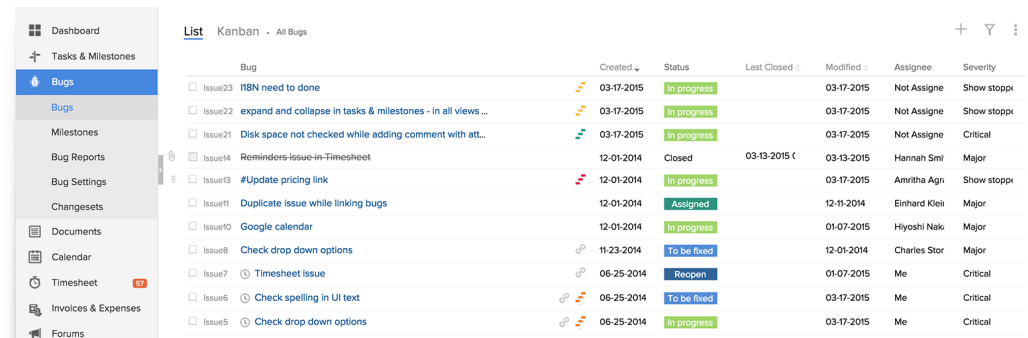 Dashboard
Tasks & Milestones
Bugs
Bugs
Milestones
Bug Reports
Bug Settings
Changesets
Documents
Calendar
Timesheet 57
Invoices & Expenses
Forums
List Kanban All Bugs
Bug Created Status Last Closed Modified Assignee Severity
Issue23 I18N need to done 03-17-2015 In progress 03-17-2015 Not Assigne Show stoppe
Issue22 expand and collapse in tasks & milestones - in all views ... 03-17-2015 In progress 03-17-2015 Not Assigne Show stoppe
Issue21 Disk space not checked while adding comment with att... 03-17-2015 In progress 03-17-2015 Not Assigne Critical
Issue14 Reminders issue in Timesheet 12-01-2014 Closed 03-13-2015 03-13-2015 Hannah Smi Major
Issue13 #Update pricing link 12-01-2014 In progress 03-17-2015 Amritha Agra Show stoppe
Issue11 Duplicate issue while linking bugs 12-01-2014 Assigned 12-11-2014 Einhard Klei Major
Issue10 Google calendar 12-01-2014 In progress 01-07-2015 Hiyoshi Nak Major
Issue8 Check drop down options 11-23-2014 To be fixed 12-01-2014 Charles Stor Major
Issue7 Timesheet issue 06-25-2014 Reopen 01-07-2015 Me Critical
Issue6 Check spelling in UI text 06-25-2014 To be fixed 03-17-2015 Me Critical
Issue5 Check drop down options 06-25-2014 In progress 03-17-2015 Me Critical